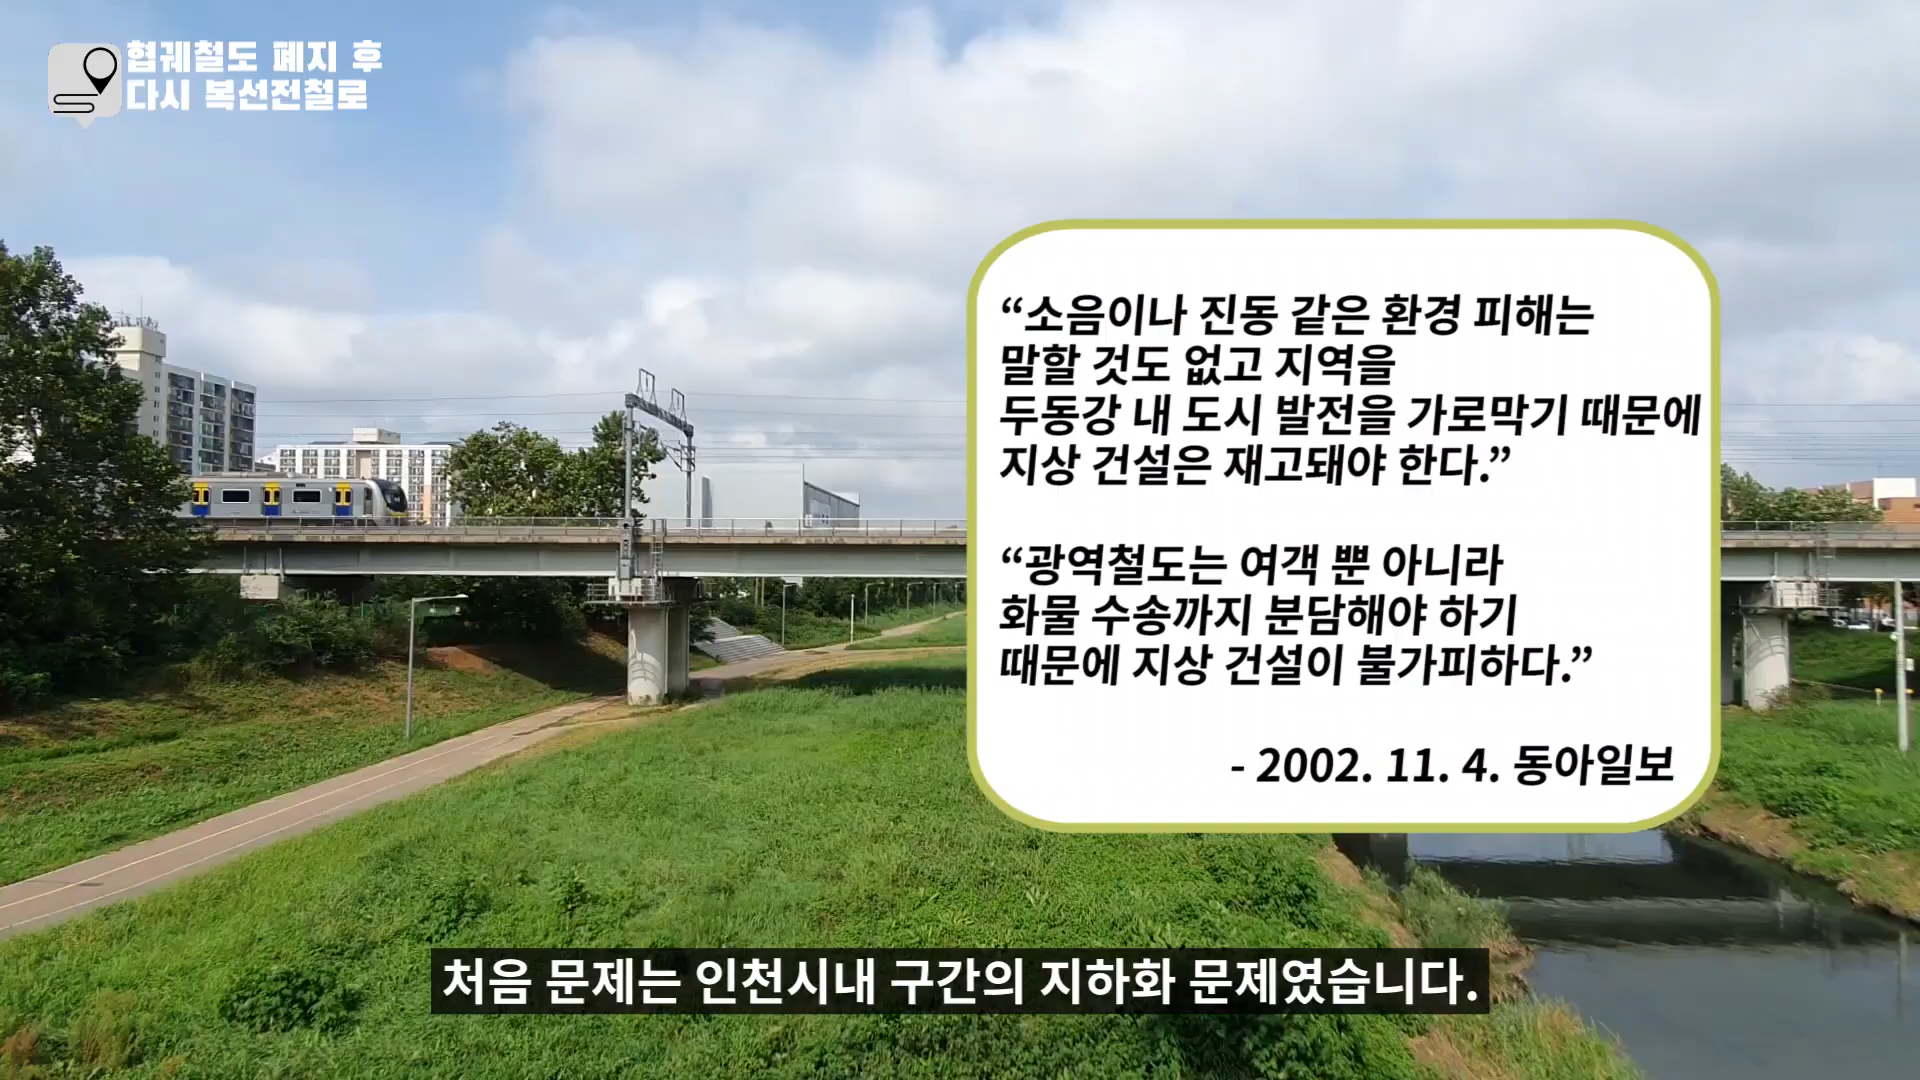 협궤철도 폐지 후
다시 복선전철로
“소음이나 진동 같은 환경 피해는
말할 것도 없고 지역을
두동강 내 도시 발전을 가로막기 때문에
지상 건설은 재고돼야 한다.”
“광역철도는 여객 뿐 아니라
화물 수송까지 분담해야 하기
때문에 지상 건설이 불가피하다.”
- 2002. 11. 4. 동아일보
처음 문제는 인천시내 구간의 지하화 문제였습니다.